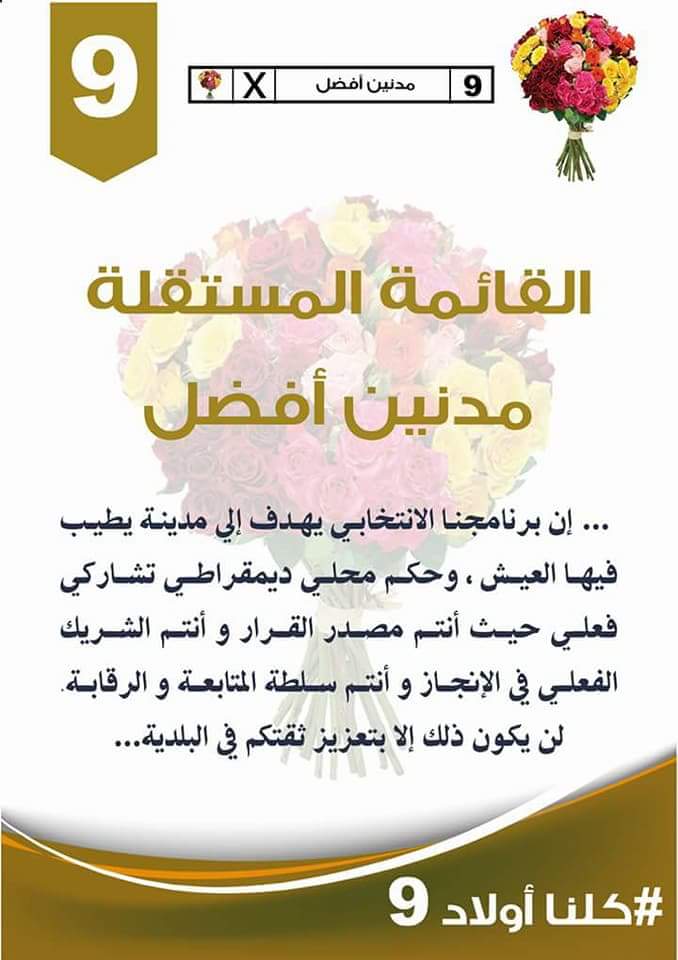 9
9 مدنين أفضل X
القائمة المستقلة
مدنين أفضل
... إن برنامجنا الانتخابي يهدف إلي مدينة يطيب
فيها العيش ، وحكم محلي ديمقراطي تشاركي
فعلي حيث أنتم مصدر القرار و أنتم الشريك
الفعلي في الإنجاز و أنتم سلطة المتابعة و الرقابة.
لن يكون ذلك إلا بتعزيز ثقتكم في البلدية...
#كلنا أولاد 9